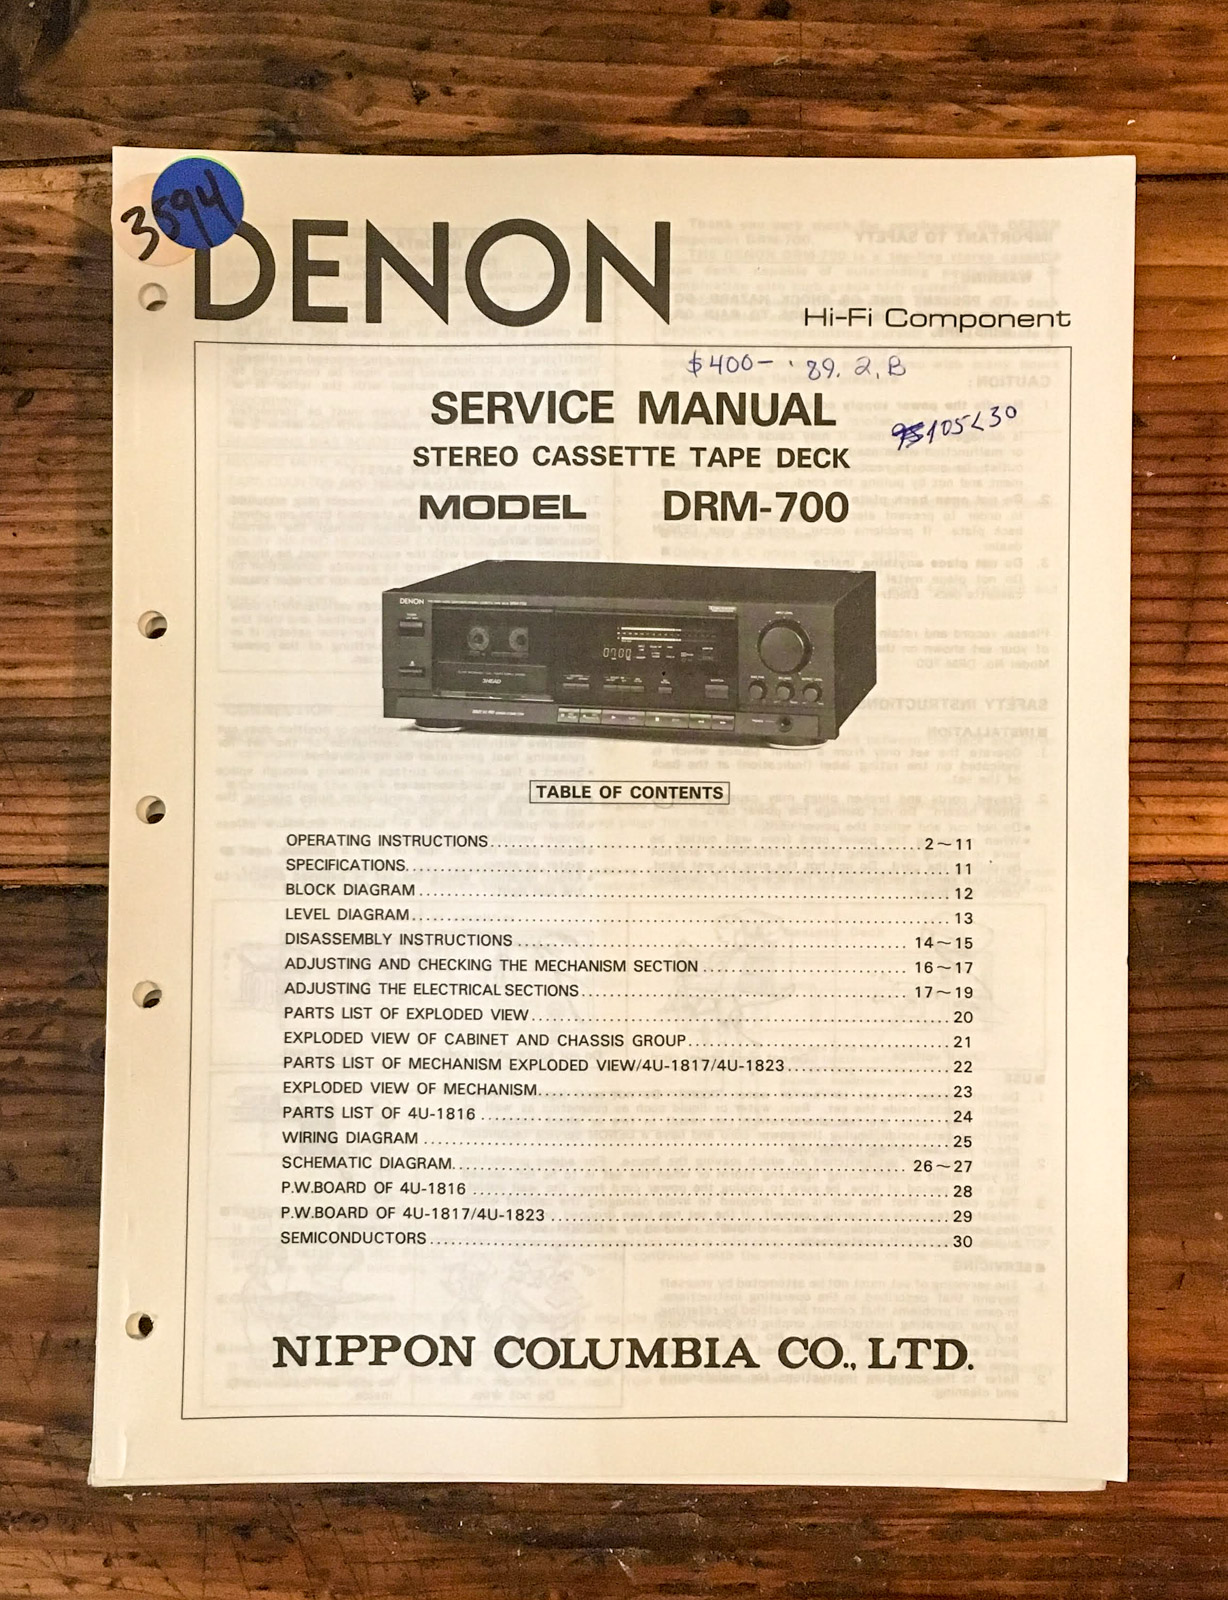 3594
DENON
Hi-Fi Component
$400- '89. 2. B
105<30
SERVICE MANUAL
STEREO CASSETTE TAPE DECK
MODEL DRM-700
DENON
3HEAD
TABLE OF CONTENTS
OPERATING INSTRUCTIONS 2~11
SPECIFICATIONS 11
BLOCK DIAGRAM 12
LEVEL DIAGRAM 13
DISASSEMBLY INSTRUCTIONS 14~15
ADJUSTING AND CHECKING THE MECHANISM SECTION 16~17
ADJUSTING THE ELECTRICAL SECTIONS 17~19
PARTS LIST OF EXPLODED VIEW 20
EXPLODED VIEW OF CABINET AND CHASSIS GROUP 21
PARTS LIST OF MECHANISM EXPLODED VIEW/4U-1817/4U-1823 22
EXPLODED VIEW OF MECHANISM 23
PARTS LIST OF 4U-1816 24
WIRING DIAGRAM 25
SCHEMATIC DIAGRAM 26~27
P.W.BOARD OF 4U-1816 28
P.W.BOARD OF 4U-1817/4U-1823 29
SEMICONDUCTORS 30
NIPPON COLUMBIA CO., LTD.